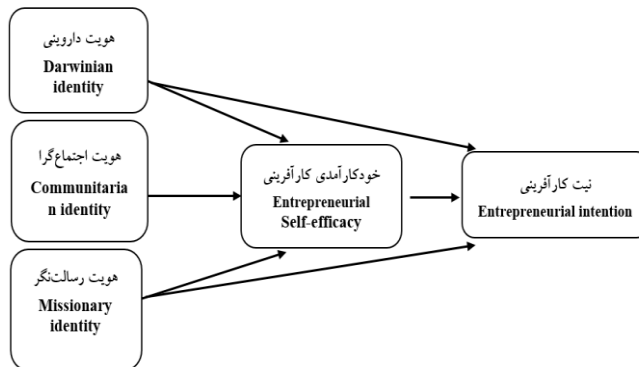 هویت داروینی
Darwinian
identity
هویت اجتماع‌گرا
Communitaria
n identity
هویت رسالت‌نگر
Missionary
identity
خودکارآمدی کارآفرینی
Entrepreneurial
Self-efficacy
نیت کارآفرینی
Entrepreneurial intention